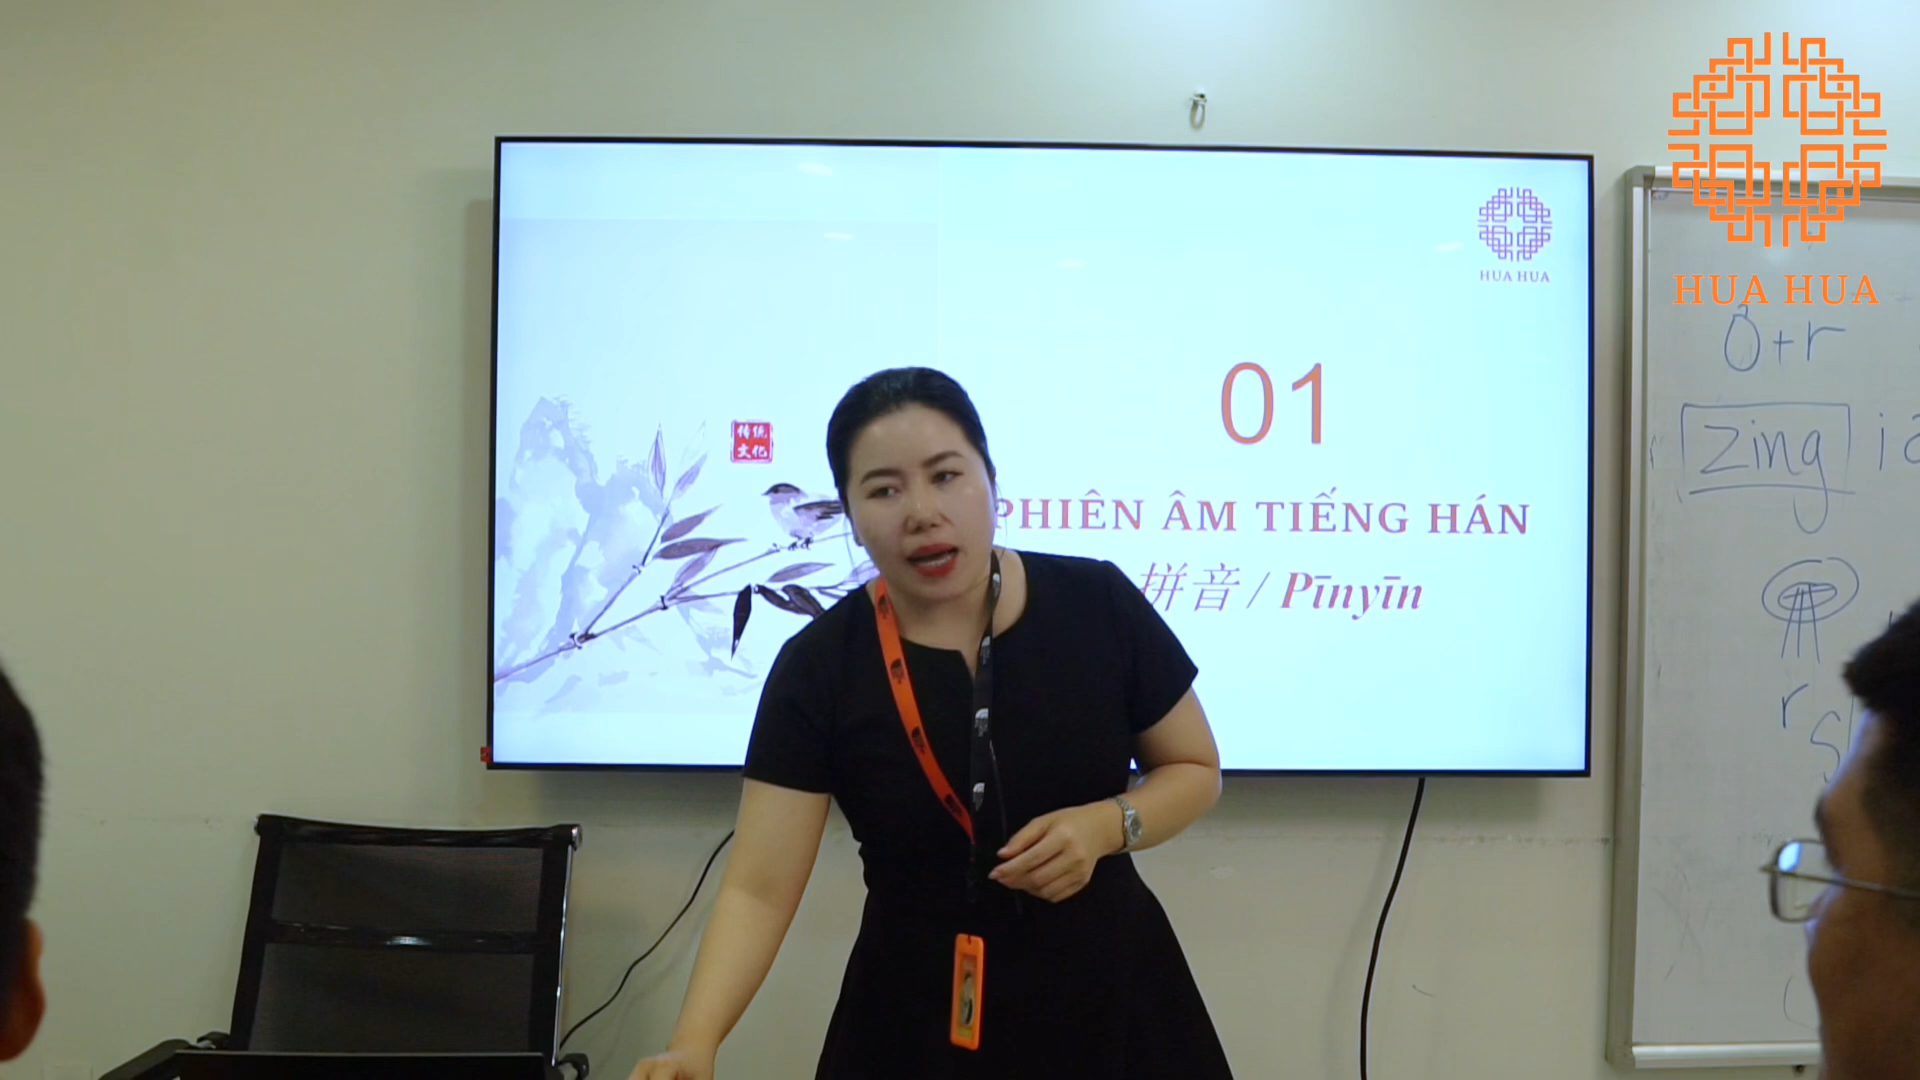 HUA HUA
HUA HUA
01
传统
文化
PHIÊN ÂM TIẾNG HÁN
拼音 / Pīnyīn
Ô+r
zing
r